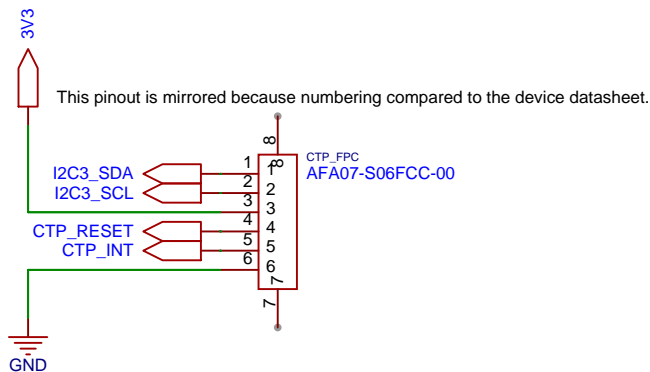 3V3
This pinout is mirrored because numbering compared to the device datasheet.
8
8
CTP_FPC
AFA07-S06FCC-00
I2C3_SDA 1 1
I2C3_SCL 2 2
3 3
CTP_RESET 4 4
CTP_INT 5 5
6 6
7
7
GND